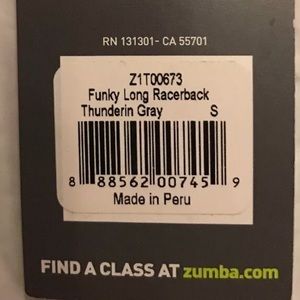 RN 131301- CA 55701
Z1T00673
Funky Long Racerback
Thunderin Gray S
8 88562 00745 9
Made in Peru
FIND A CLASS AT zumba.com